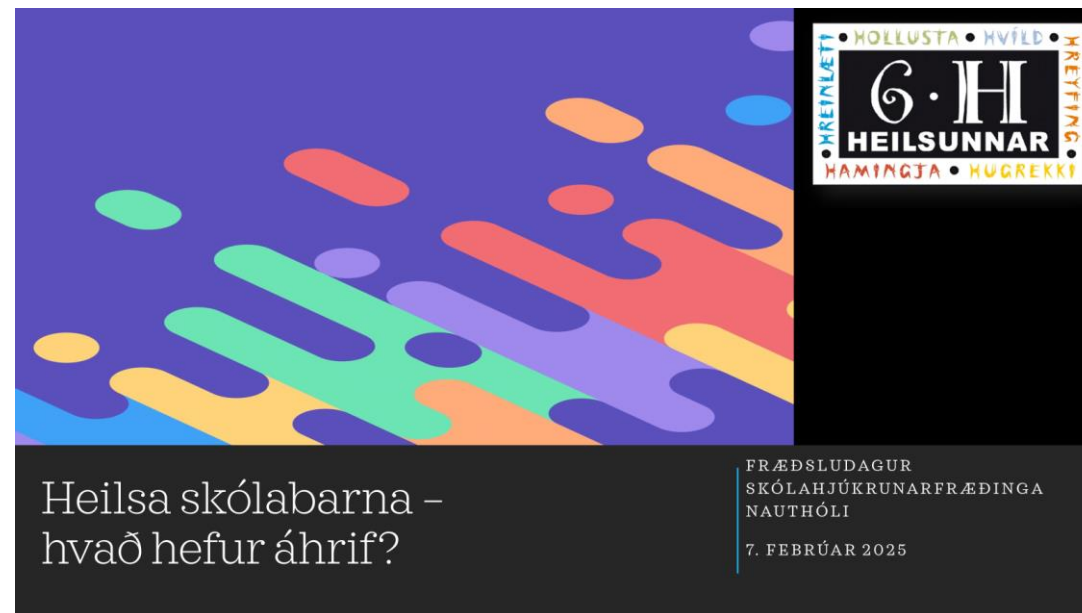 • HOLLUSTA • HVÍLD •
HREINLÆTI
HREYFING
6 · H
HEILSUNNAR
HAMINGJA • HUGREKKI
Heilsa skólabarna –
hvað hefur áhrif?
FRÆÐSLUDAGUR
SKÓLAHJÚKRUNARFRÆÐINGA
NAUTHÓLI
7. FEBRÚAR 2025